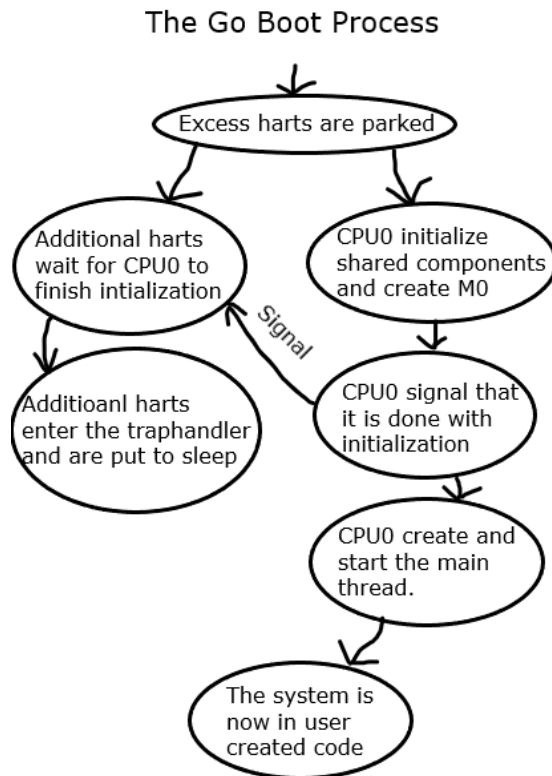 The Go Boot Process
Excess harts are parked
Additional harts
wait for CPU0 to
finish intialization
CPU0 initialize
shared components
and create M0
Signal
Additioanl harts
enter the traphandler
and are put to sleep
CPU0 signal that
it is done with
initialization
CPU0 create and
start the main
thread.
The system is
now in user
created code